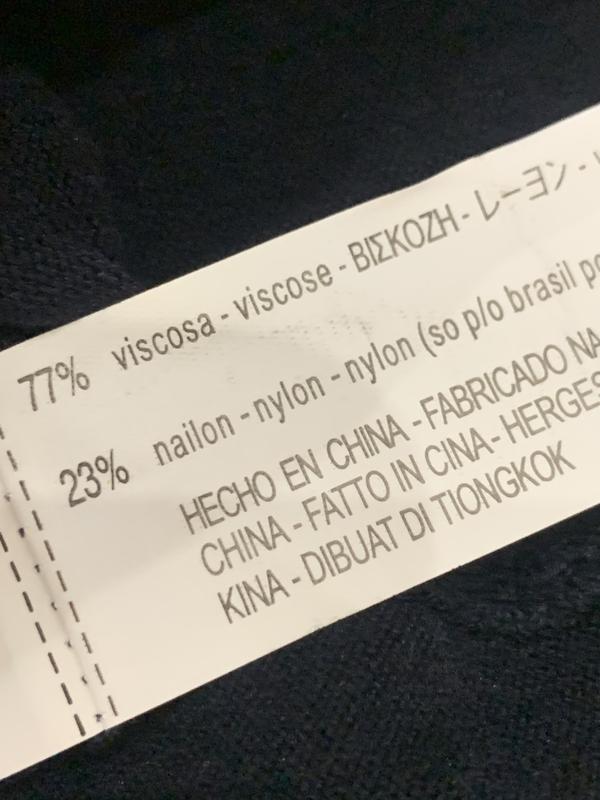 77% viscosa - viscose - ΒΙΣΚΟΖΗ - レーヨン -
23% nailon - nylon - nylon (so p/o brasil
HECHO EN CHINA - FABRICADO NA
CHINA - FATTO IN CINA - HERGES
KINA - DIBUAT DI TIONGKOK